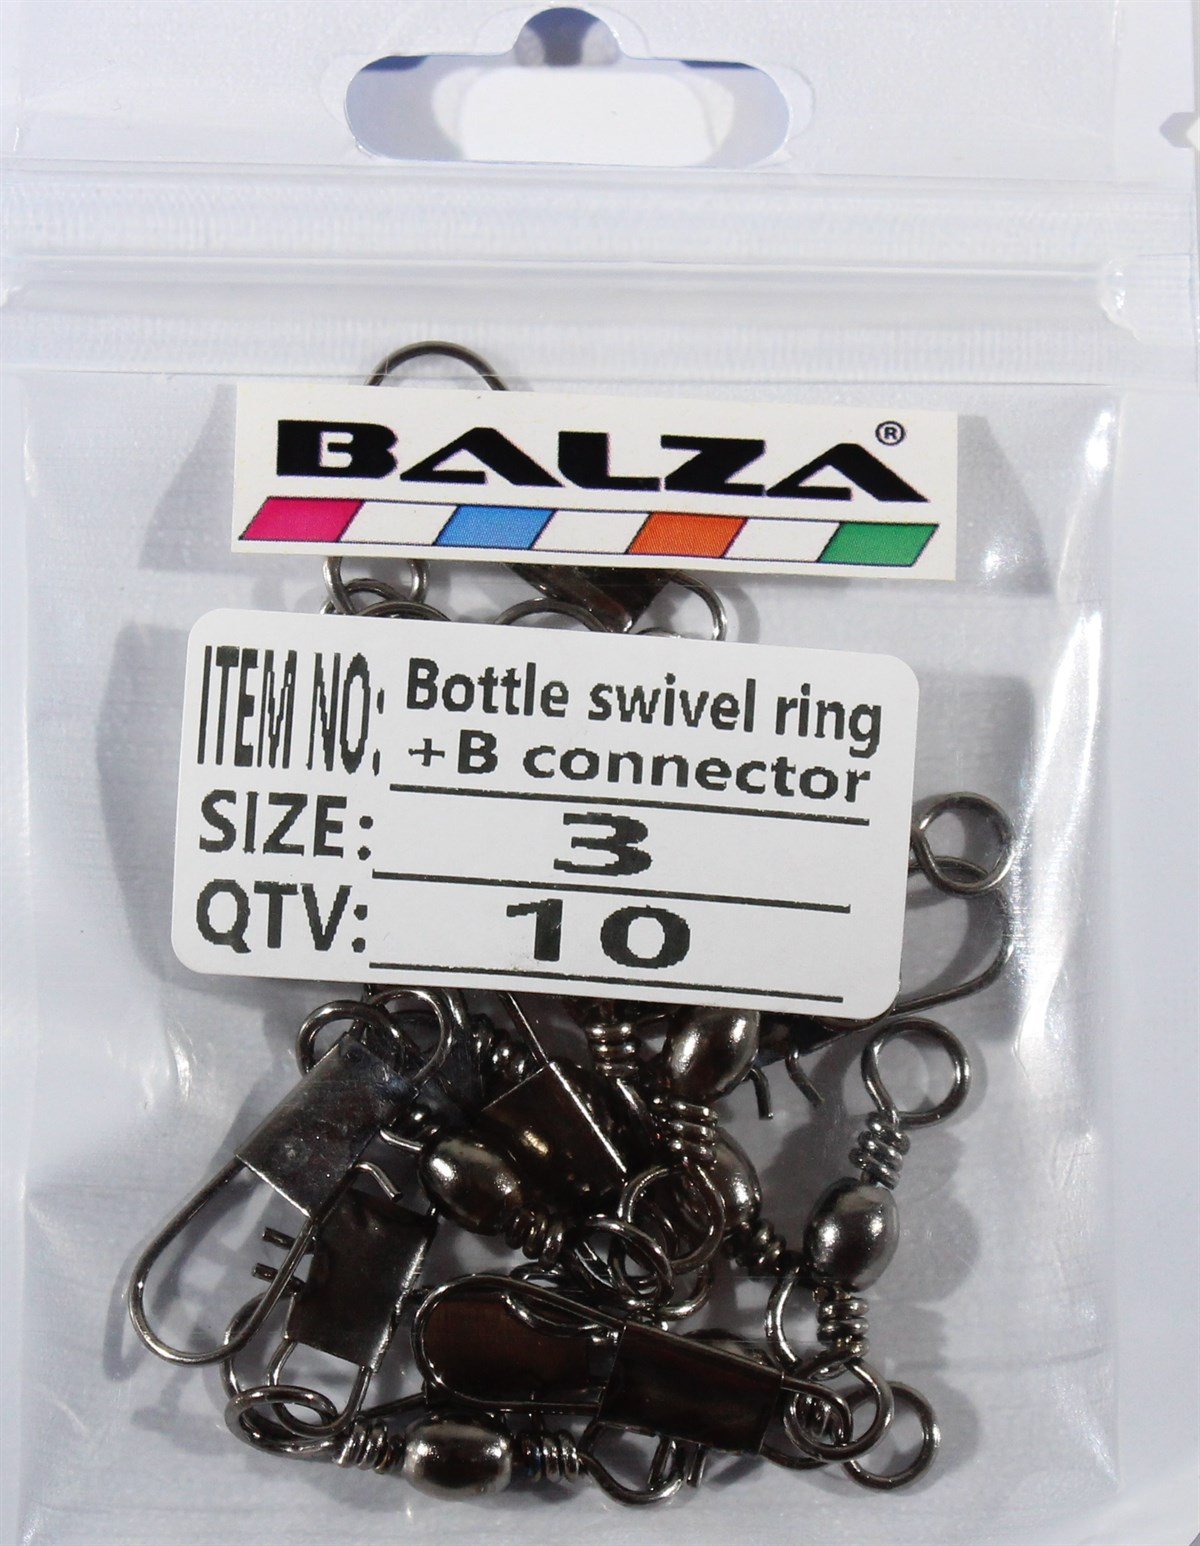 BALZA®
ITEM NO: Bottle swivel ring
+B connector
SIZE: 3
QTV: 10